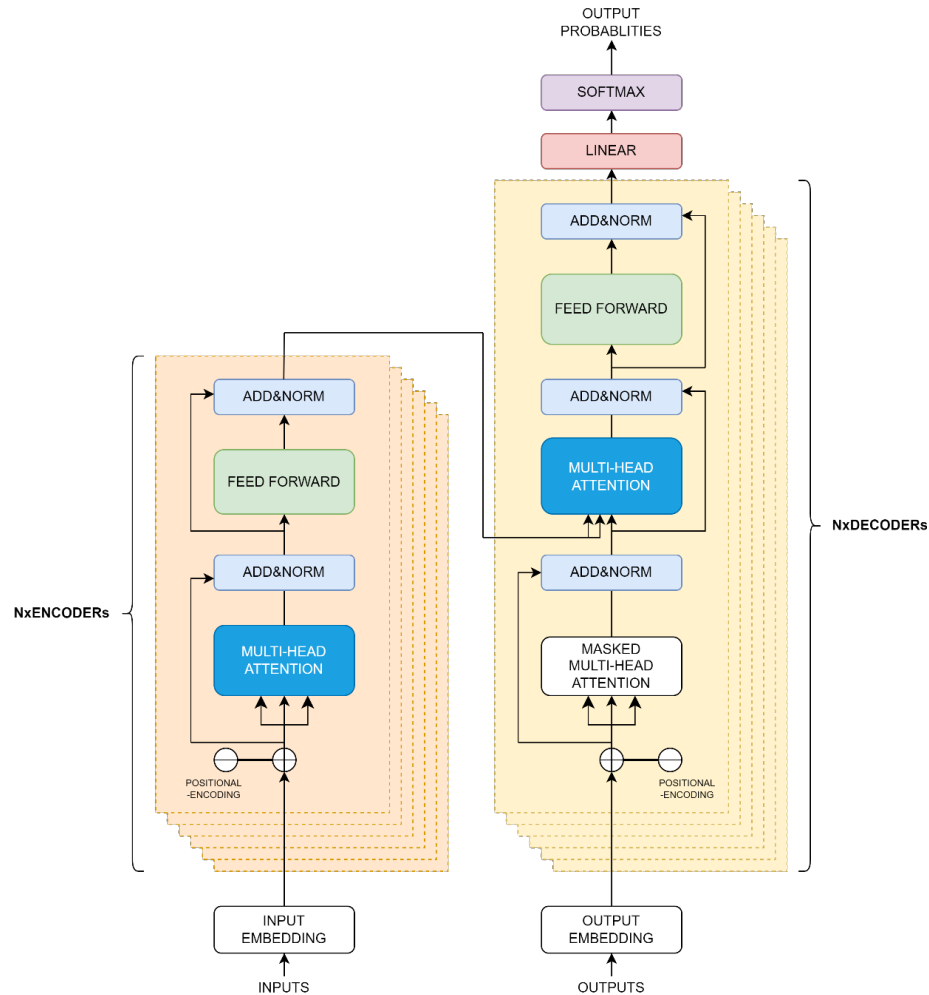 OUTPUT
PROBABLITIES
SOFTMAX
LINEAR
ADD&NORM
FEED FORWARD
ADD&NORM
MULTI-HEAD
ATTENTION
ADD&NORM
MASKED
MULTI-HEAD
ATTENTION
POSITIONAL
-ENCODING
NxDECODERs
OUTPUT
EMBEDDING
OUTPUTS
ADD&NORM
FEED FORWARD
ADD&NORM
NxENCODERs
MULTI-HEAD
ATTENTION
POSITIONAL
-ENCODING
INPUT
EMBEDDING
INPUTS